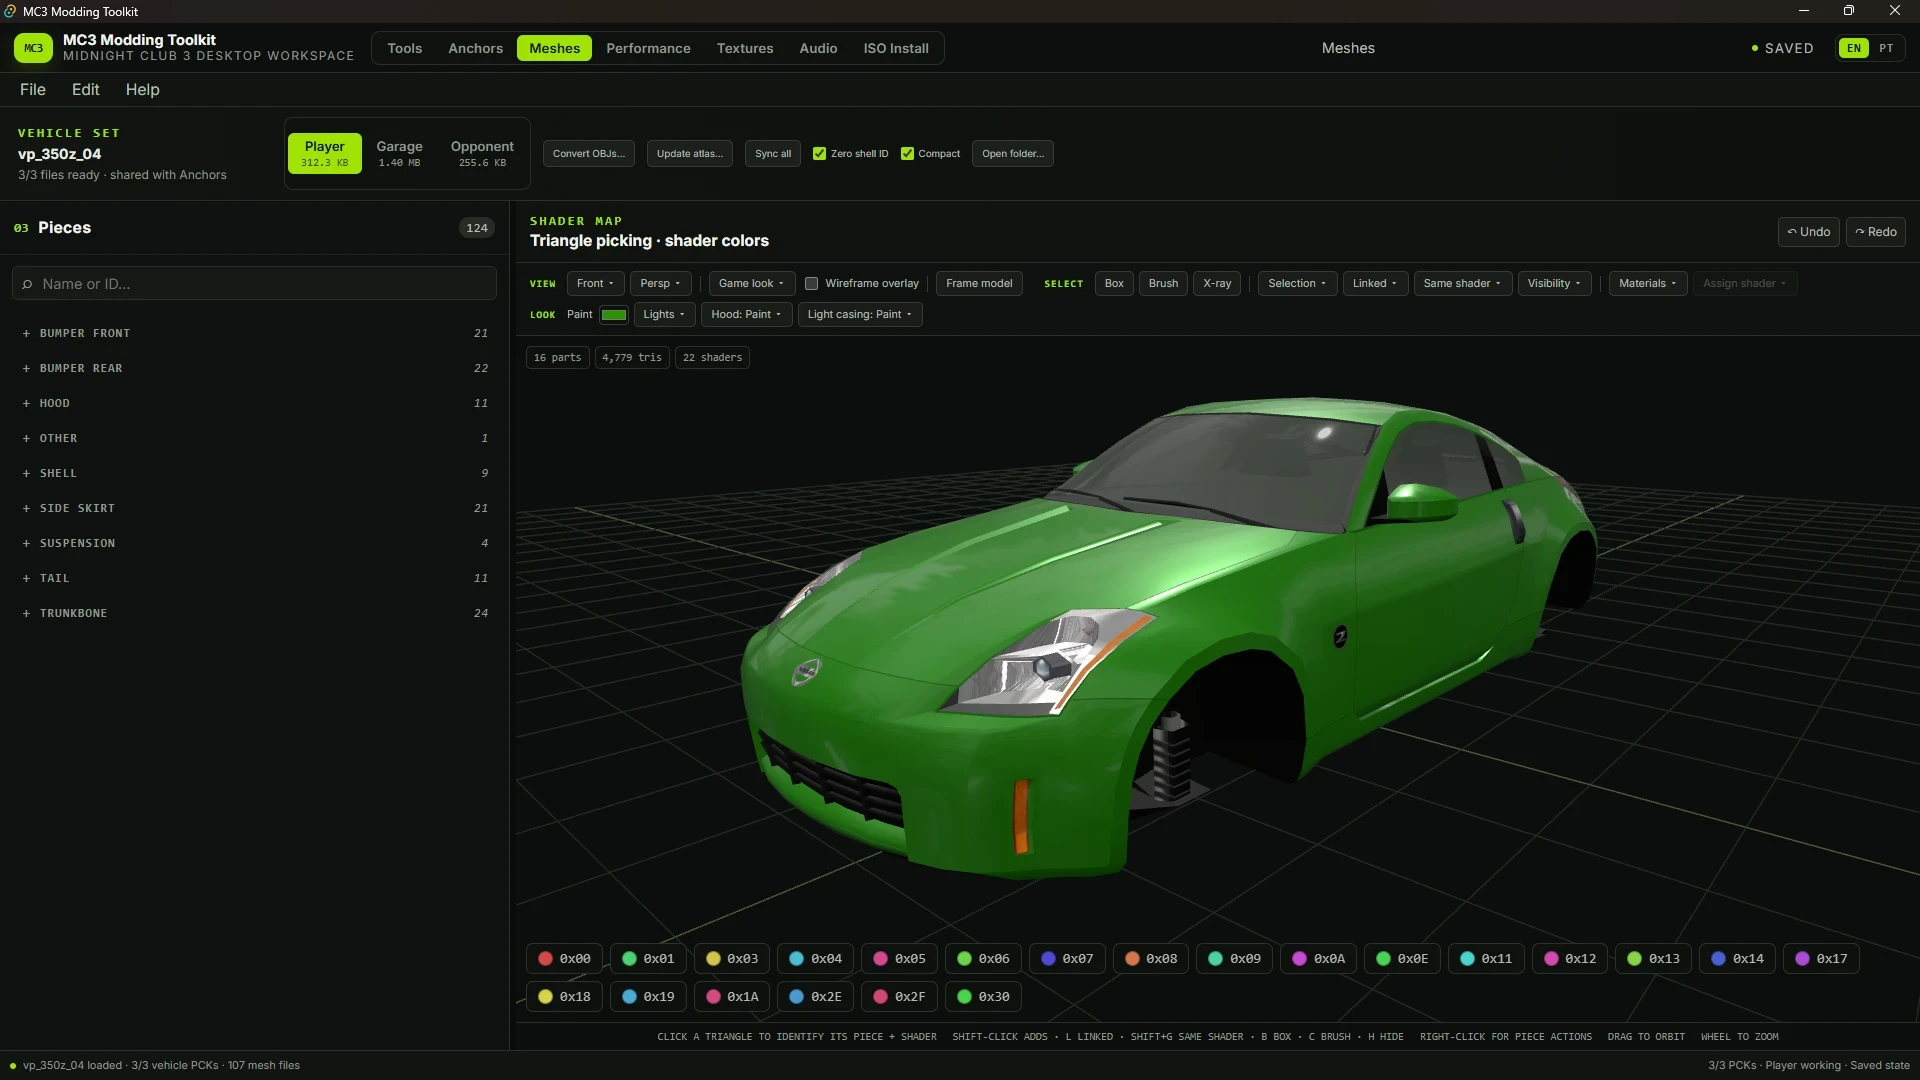 MC3 Modding Toolkit
MC3
MC3 Modding Toolkit
MIDNIGHT CLUB 3 DESKTOP WORKSPACE
Tools Anchors Meshes Performance Textures Audio ISO Install
Meshes
SAVED
EN PT
File Edit Help
VEHICLE SET
vp_350z_04
3/3 files ready · shared with Anchors
Player
312.3 KB
Garage
1.40 MB
Opponent
255.6 KB
Convert OBJs... Update atlas... Sync all Zero shell ID Compact Open folder...
03 Pieces 124
Name or ID...
+ BUMPER FRONT 21
+ BUMPER REAR 22
+ HOOD 11
+ OTHER 1
+ SHELL 9
+ SIDE SKIRT 21
+ SUSPENSION 4
+ TAIL 11
+ TRUNKBONE 24
SHADER MAP
Triangle picking · shader colors
Undo Redo
VIEW Front Persp Game look Wireframe overlay Frame model SELECT Box Brush X-ray Selection Linked Same shader Visibility Materials Assign shader
LOOK Paint Lights Hood: Paint Light casing: Paint
16 parts 4,779 tris 22 shaders
0x00 0x01 0x03 0x04 0x05 0x06 0x07 0x08 0x09 0x0A 0x0E 0x11 0x12 0x13 0x14 0x17
0x18 0x19 0x1A 0x2E 0x2F 0x30
CLICK A TRIANGLE TO IDENTIFY ITS PIECE + SHADER SHIFT-CLICK ADDS · L LINKED · SHIFT+G SAME SHADER · B BOX · C BRUSH · H HIDE RIGHT-CLICK FOR PIECE ACTIONS DRAG TO ORBIT WHEEL TO ZOOM
vp_350z_04 loaded · 3/3 vehicle PCKs · 107 mesh files
3/3 PCKs · Player working · Saved state